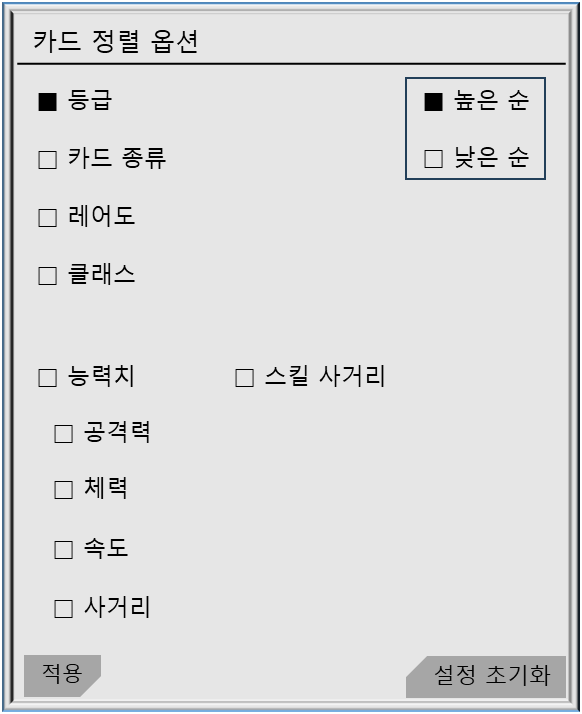 카드 정렬 옵션
■ 등급 ■ 높은 순
□ 카드 종류 □ 낮은 순
□ 레어도
□ 클래스
□ 능력치 □ 스킬 사거리
□ 공격력
□ 체력
□ 속도
□ 사거리
적용 설정 초기화